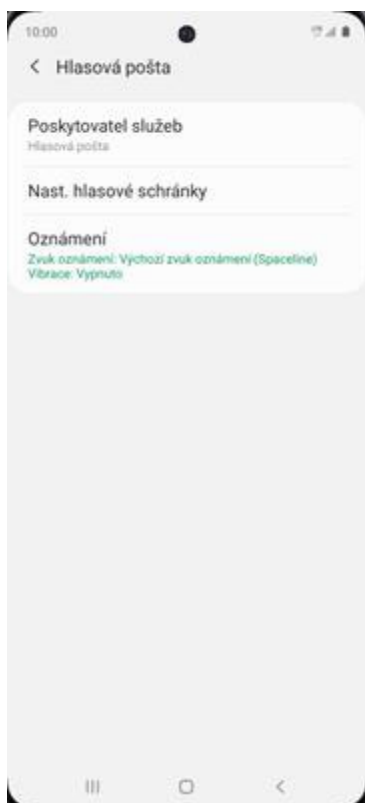 10:00
Hlasová pošta
Poskytovatel služeb
Hlasová pošta
Nast. hlasové schránky
Oznámení
Zvuk oznámení: Výchozí zvuk oznámení (Spaceline)
Vibrace: Vypnuto